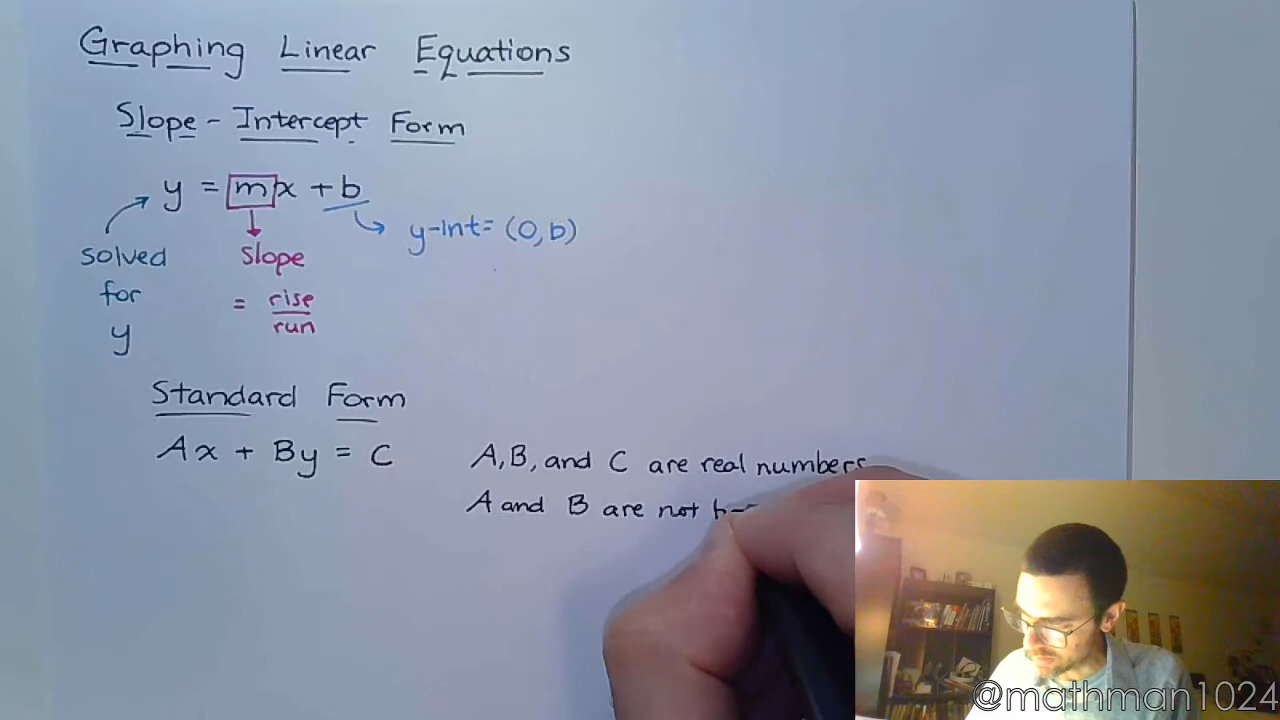 Graphing Linear Equations
Slope - Intercept Form
y = mx + b
y-int = (0, b)
solved
for
y
slope
= rise
run
Standard Form
Ax + By = C
A, B, and C are real numbers
A and B are not
@mathman1024